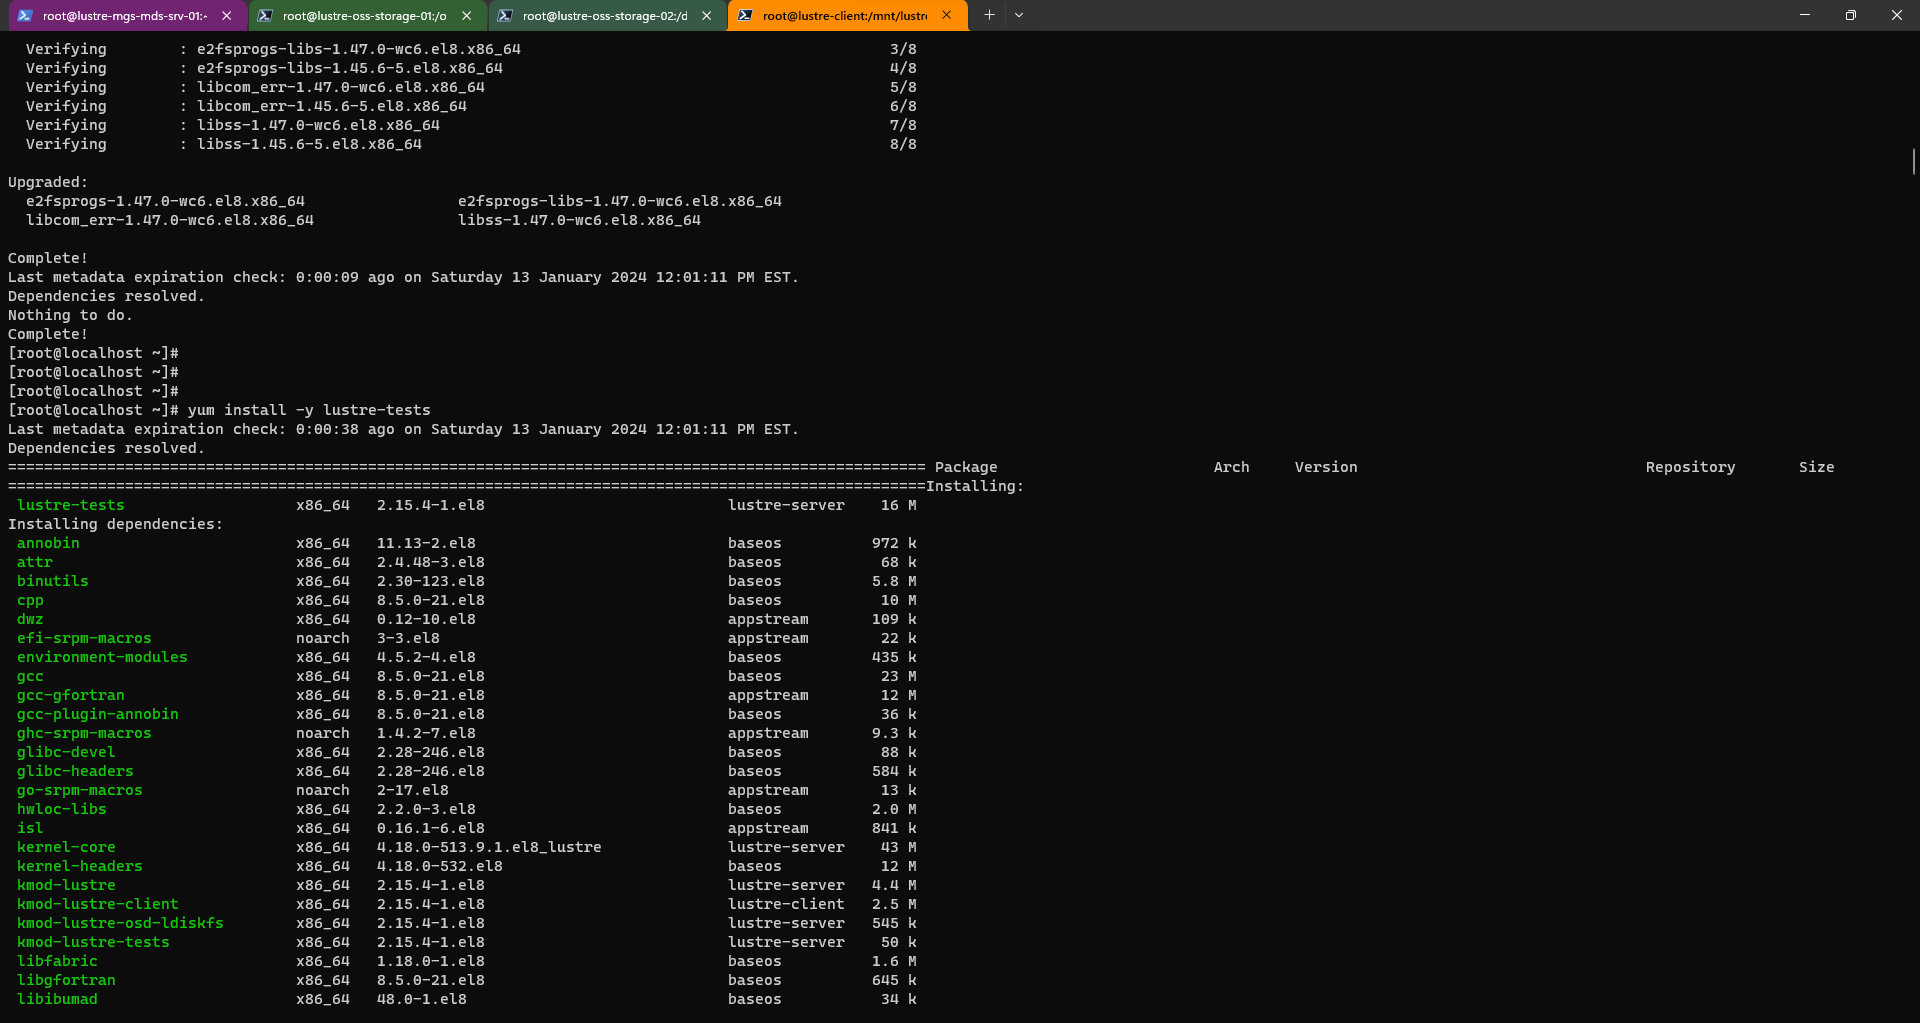 root@lustre-mgs-mds-srv-01:~ root@lustre-oss-storage-01:/o root@lustre-oss-storage-02:/d root@lustre-client:/mnt/lustr
Verifying : e2fsprogs-libs-1.47.0-wc6.el8.x86_64 3/8
Verifying : e2fsprogs-libs-1.45.6-5.el8.x86_64 4/8
Verifying : libcom_err-1.47.0-wc6.el8.x86_64 5/8
Verifying : libcom_err-1.45.6-5.el8.x86_64 6/8
Verifying : libss-1.47.0-wc6.el8.x86_64 7/8
Verifying : libss-1.45.6-5.el8.x86_64 8/8
Upgraded:
e2fsprogs-1.47.0-wc6.el8.x86_64 e2fsprogs-libs-1.47.0-wc6.el8.x86_64
libcom_err-1.47.0-wc6.el8.x86_64 libss-1.47.0-wc6.el8.x86_64
Complete!
Last metadata expiration check: 0:00:09 ago on Saturday 13 January 2024 12:01:11 PM EST.
Dependencies resolved.
Nothing to do.
Complete!
[root@localhost ~]#
[root@localhost ~]#
[root@localhost ~]#
[root@localhost ~]# yum install -y lustre-tests
Last metadata expiration check: 0:00:38 ago on Saturday 13 January 2024 12:01:11 PM EST.
Dependencies resolved.
====================================================================================================== Package Arch Version Repository Size
======================================================================================================Installing:
lustre-tests x86_64 2.15.4-1.el8 lustre-server 16 M
Installing dependencies:
annobin x86_64 11.13-2.el8 baseos 972 k
attr x86_64 2.4.48-3.el8 baseos 68 k
binutils x86_64 2.30-123.el8 baseos 5.8 M
cpp x86_64 8.5.0-21.el8 baseos 10 M
dwz x86_64 0.12-10.el8 appstream 109 k
efi-srpm-macros noarch 3-3.el8 appstream 22 k
environment-modules x86_64 4.5.2-4.el8 baseos 435 k
gcc x86_64 8.5.0-21.el8 baseos 23 M
gcc-gfortran x86_64 8.5.0-21.el8 appstream 12 M
gcc-plugin-annobin x86_64 8.5.0-21.el8 baseos 36 k
ghc-srpm-macros noarch 1.4.2-7.el8 appstream 9.3 k
glibc-devel x86_64 2.28-246.el8 baseos 88 k
glibc-headers x86_64 2.28-246.el8 baseos 584 k
go-srpm-macros noarch 2-17.el8 appstream 13 k
hwloc-libs x86_64 2.2.0-3.el8 baseos 2.0 M
isl x86_64 0.16.1-6.el8 appstream 841 k
kernel-core x86_64 4.18.0-513.9.1.el8_lustre lustre-server 43 M
kernel-headers x86_64 4.18.0-532.el8 baseos 12 M
kmod-lustre x86_64 2.15.4-1.el8 lustre-server 4.4 M
kmod-lustre-client x86_64 2.15.4-1.el8 lustre-client 2.5 M
kmod-lustre-osd-ldiskfs x86_64 2.15.4-1.el8 lustre-server 545 k
kmod-lustre-tests x86_64 2.15.4-1.el8 lustre-server 50 k
libfabric x86_64 1.18.0-1.el8 baseos 1.6 M
libgfortran x86_64 8.5.0-21.el8 baseos 645 k
libibumad x86_64 48.0-1.el8 baseos 34 k